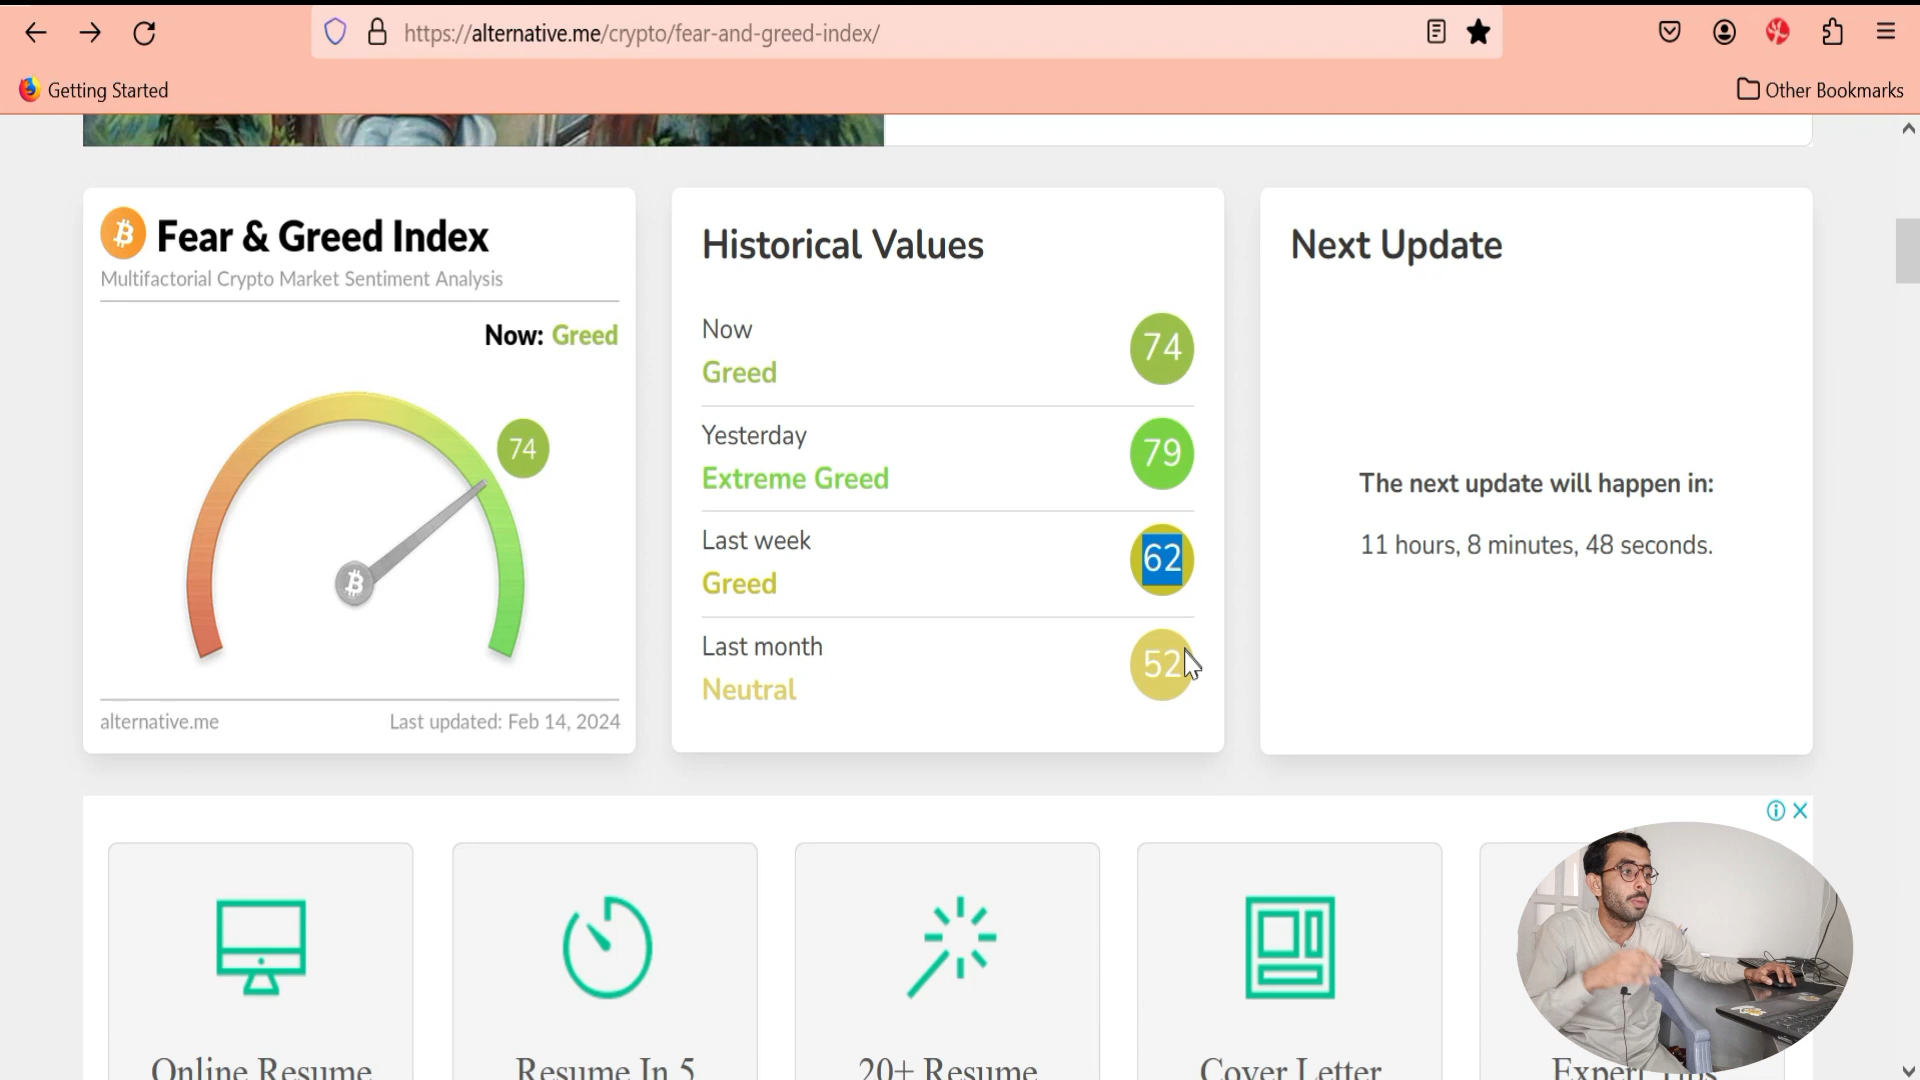 https://alternative.me/crypto/fear-and-greed-index/
Getting Started
Other Bookmarks
Fear & Greed Index
Multifactorial Crypto Market Sentiment Analysis
Now: Greed
74
alternative.me
Last updated: Feb 14, 2024
Historical Values
Now
Greed
74
Yesterday
Extreme Greed
79
Last week
Greed
62
Last month
Neutral
52
Next Update
The next update will happen in:
11 hours, 8 minutes, 48 seconds.
Online Resume
Resume In 5
20+ Resume
Cover Letter
Expert